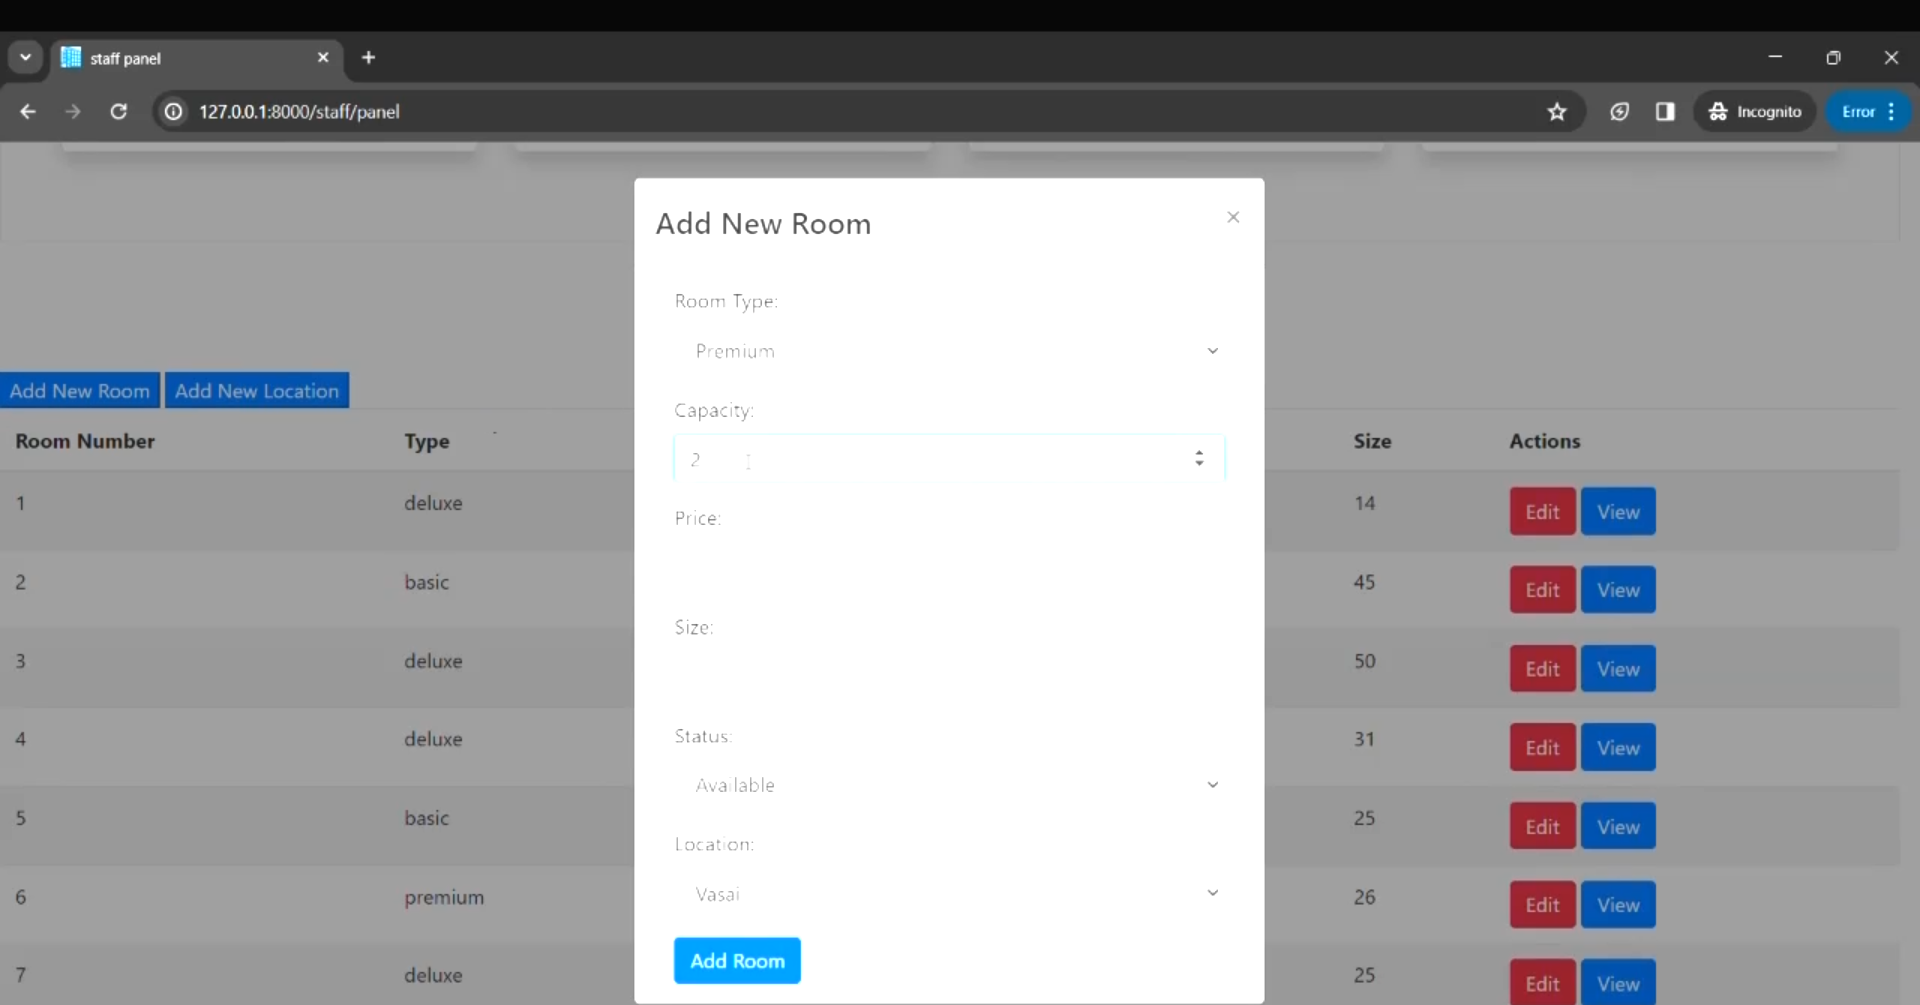 staff panel
127.0.0.1:8000/staff/panel
Incognito
Error
Add New Room
Room Type:
Premium
Capacity:
2
Price:
Size:
Status:
Available
Location:
Vasai
Add Room
Add New Room Add New Location
Room Number Type Size Actions
1 deluxe 14 Edit View
2 basic 45 Edit View
3 deluxe 50 Edit View
4 deluxe 31 Edit View
5 basic 25 Edit View
6 premium 26 Edit View
7 deluxe 25 Edit View